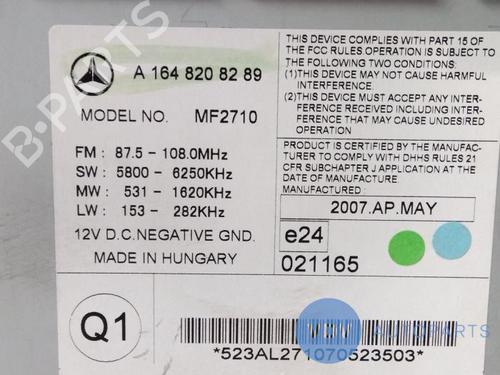 A 164 820 82 89
MODEL NO. MF2710
FM : 87.5 - 108.0MHz
SW : 5800 - 6250KHz
MW : 531 - 1620KHz
LW : 153 - 282KHz
12V D.C.NEGATIVE GND.
MADE IN HUNGARY
THIS DEVICE COMPLIES WITH PART 15 OF
THE FCC RULES OPERATION IS SUBJECT TO
THE FOLLOWING TWO CONDITIONS:
(1)THIS DEVICE MAY NOT CAUSE HARMFUL
INTERFERENCE.
(2)THIS DEVICE MUST ACCEPT ANY INTER-
FERENCE RECEIVED INCLUDING INTER-
FERENCE THAT MAY CAUSE UNDESIRED
OPERATION
PRODUCT IS CERTIFIED BY THE MANUFAC-
TURER TO COMPLY WITH DHHS RULES 21
CFR SUBCHAPTER J APPLICATION AT THE
DATE OF MANUFACTURE.
MANUFACTURED:
2007.AP.MAY
e24
021165
Q1
VDV AUTOPARTS
*523AL271070523503*
B-PARTS